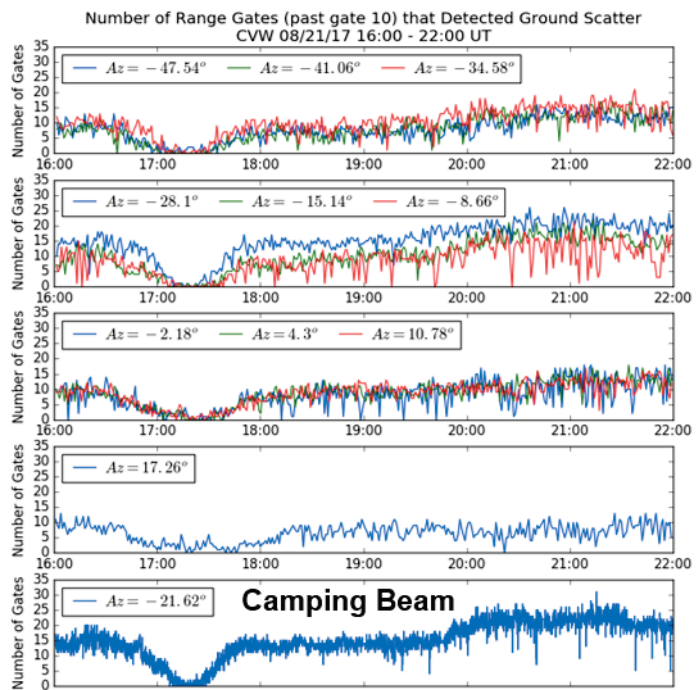 Number of Range Gates (past gate 10) that Detected Ground Scatter
CVW 08/21/17 16:00 - 22:00 UT
Number of Gates
35
30
25
20
15
10
5
0
Az = −47.54°
Az = −41.06°
Az = −34.58°
16:00 17:00 18:00 19:00 20:00 21:00 22:00
Number of Gates
35
30
25
20
15
10
5
0
Az = −28.1°
Az = −15.14°
Az = −8.66°
16:00 17:00 18:00 19:00 20:00 21:00 22:00
Number of Gates
35
30
25
20
15
10
5
0
Az = −2.18°
Az = 4.3°
Az = 10.78°
16:00 17:00 18:00 19:00 20:00 21:00 22:00
Number of Gates
35
30
25
20
15
10
5
0
Az = 17.26°
16:00 17:00 18:00 19:00 20:00 21:00 22:00
Number of Gates
35
30
25
20
15
10
5
0
Az = −21.62°
Camping Beam